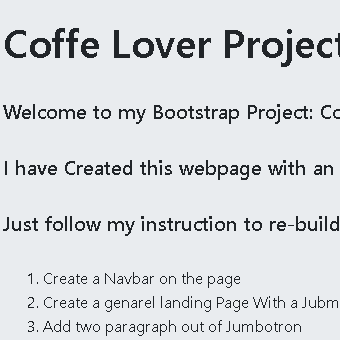 Coffe Lover Project
Welcome to my Bootstrap Project: Co
I have Created this webpage with an
Just follow my instruction to re-build
1. Create a Navbar on the page
2. Create a genarel landing Page With a Jubm
3. Add two paragraph out of Jumbotron